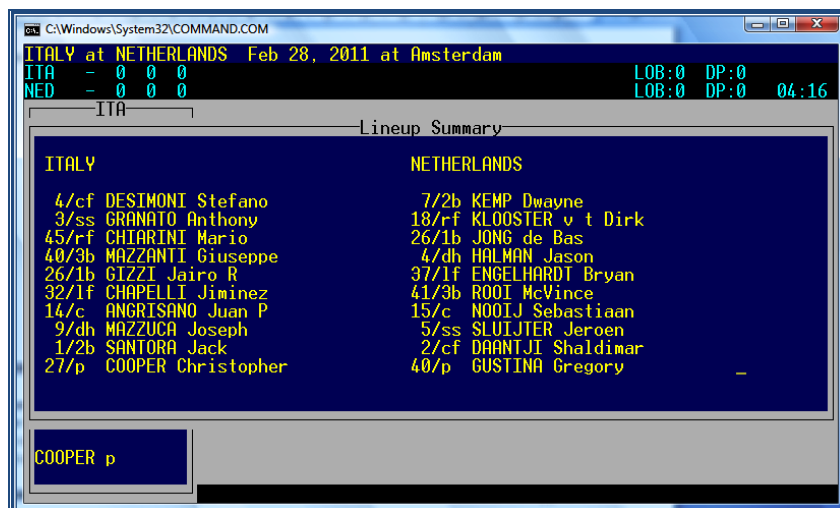 C:\Windows\System32\COMMAND.COM
ITALY at NETHERLANDS Feb 28, 2011 at Amsterdam
ITA - 0 0 0 LOB:0 DP:0
NED - 0 0 0 LOB:0 DP:0 04:16
ITA
Lineup Summary
ITALY NETHERLANDS
4/cf DESIMONI Stefano 7/2b KEMP Dwayne
3/ss GRANATO Anthony 18/rf KLOOSTER v t Dirk
45/rf CHIARINI Mario 26/1b JONG de Bas
40/3b MAZZANTI Giuseppe 4/dh HALMAN Jason
26/1b GIZZI Jairo R 37/lf ENGELHARDT Bryan
32/lf CHAPELLI Jiminez 41/3b ROOI McVince
14/c ANGRISANO Juan P 15/c NOOIJ Sebastiaan
9/dh MAZZUCA Joseph 5/ss SLUIJTER Jeroen
1/2b SANTORA Jack 2/cf DAANTJI Shaldimar
27/p COOPER Christopher 40/p GUSTINA Gregory _
COOPER p